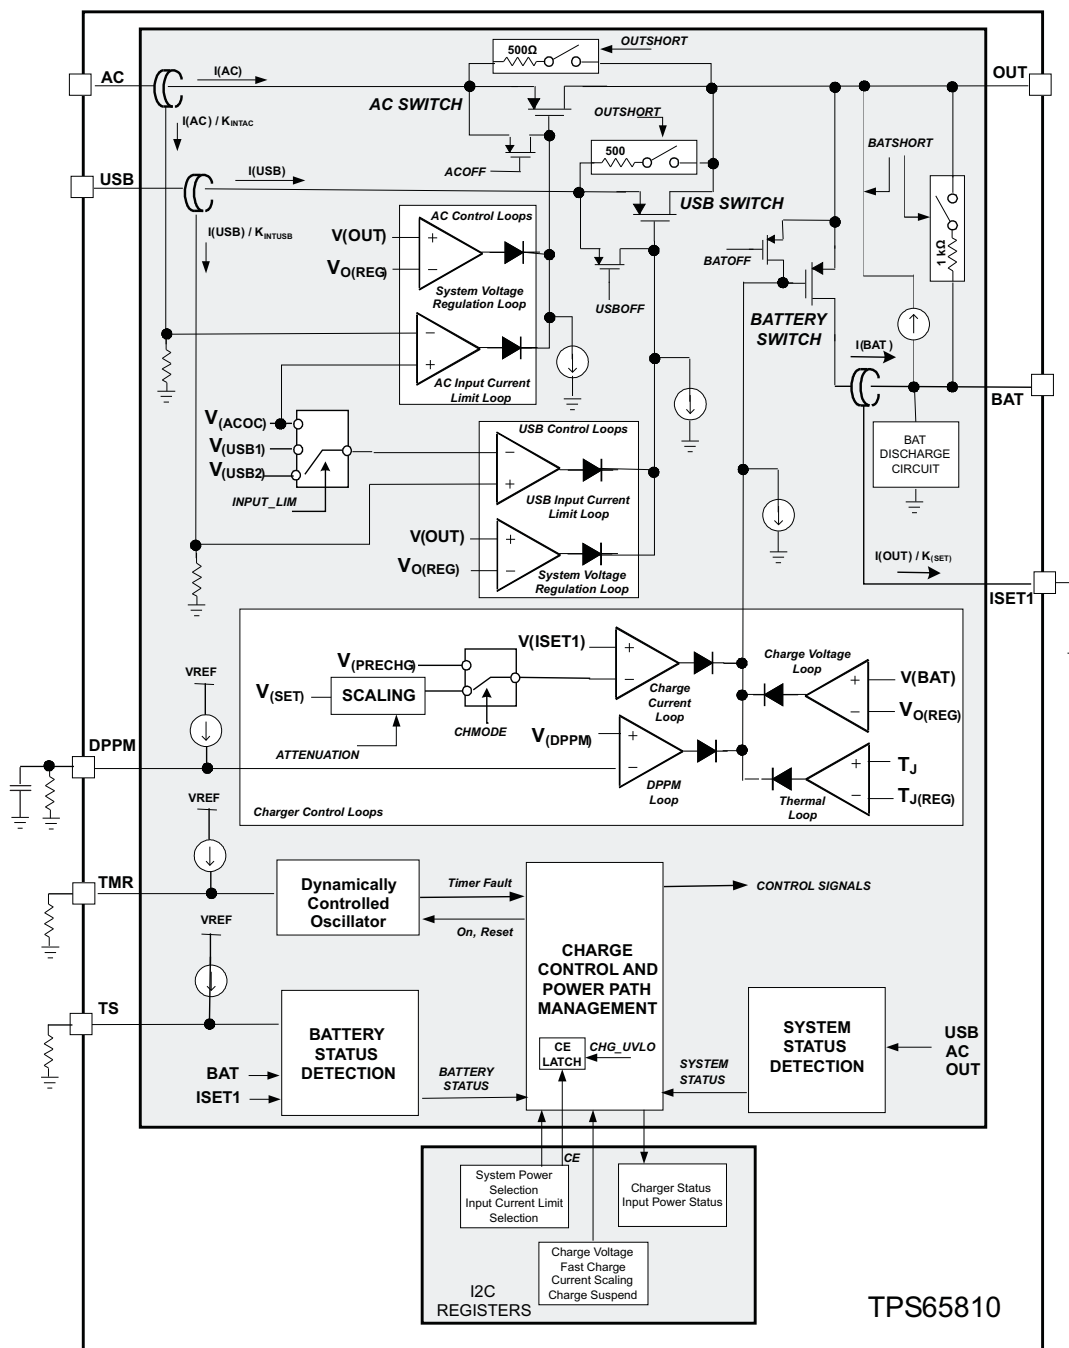 500Ω
OUTSHORT
AC
I(AC)
OUT
AC SWITCH
I(AC) / KINTAC
OUTSHORT
500
ACOFF
BATSHORT
USB
I(USB)
USB SWITCH
I(USB) / KINTUSB
AC Control Loops
V(OUT)
+
VO(REG)
−
System Voltage
Regulation Loop
BATOFF
1 kΩ
USBOFF
BATTERY
SWITCH
−
+
AC Input Current
Limit Loop
I(BAT)
BAT
V(ACOC)
V(USB1)
V(USB2)
INPUT_LIM
USB Control Loops
−
+
USB Input Current
Limit Loop
BAT
DISCHARGE
CIRCUIT
V(OUT)
+
VO(REG)
−
System Voltage
Regulation Loop
I(OUT) / K(SET)
ISET1
V(ISET1)
+
−
Charge
Current
Loop
V(PRECHG)
V(SET)
SCALING
ATTENUATION
CHMODE
Charge Voltage
Loop
+
V(BAT)
−
VO(REG)
VREF
DPPM
V(DPPM)
+
−
DPPM
Loop
+
TJ
−
TJ(REG)
Thermal
Loop
Charger Control Loops
VREF
TMR
Dynamically
Controlled
Oscillator
Timer Fault
On, Reset
CONTROL SIGNALS
VREF
CHARGE
CONTROL AND
POWER PATH
MANAGEMENT
TS
BATTERY
STATUS
DETECTION
BAT
ISET1
BATTERY
STATUS
CE
LATCH
CHG_UVLO
SYSTEM
STATUS
SYSTEM
STATUS
DETECTION
USB
AC
OUT
CE
System Power
Selection
Input Current Limit
Selection
Charger Status
Input Power Status
Charge Voltage
Fast Charge
Current Scaling
Charge Suspend
I2C
REGISTERS
TPS65810